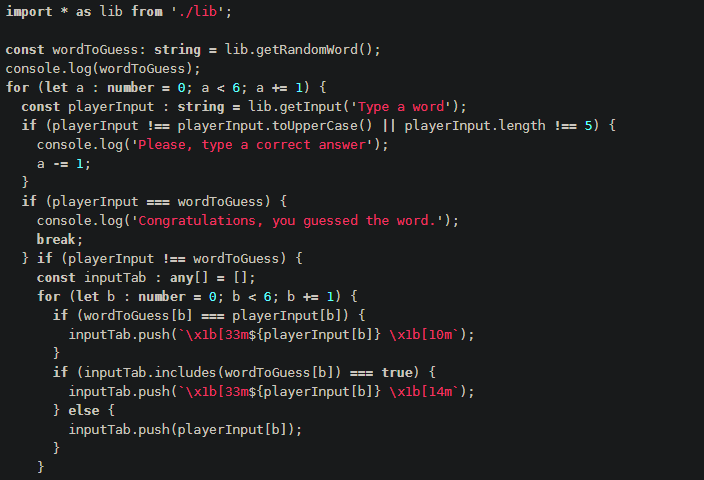 import * as lib from './lib';
const wordToGuess: string = lib.getRandomWord();
console.log(wordToGuess);
for (let a : number = 0; a < 6; a += 1) {
  const playerInput : string = lib.getInput('Type a word');
  if (playerInput !== playerInput.toUpperCase() || playerInput.length !== 5) {
    console.log('Please, type a correct answer');
    a -= 1;
  }
  if (playerInput === wordToGuess) {
    console.log('Congratulations, you guessed the word.');
    break;
  } if (playerInput !== wordToGuess) {
    const inputTab : any[] = [];
    for (let b : number = 0; b < 6; b += 1) {
      if (wordToGuess[b] === playerInput[b]) {
        inputTab.push(`\x1b[33m${playerInput[b]} \x1b[10m`);
      }
      if (inputTab.includes(wordToGuess[b]) === true) {
        inputTab.push(`\x1b[33m${playerInput[b]} \x1b[14m`);
      } else {
        inputTab.push(playerInput[b]);
      }
    }